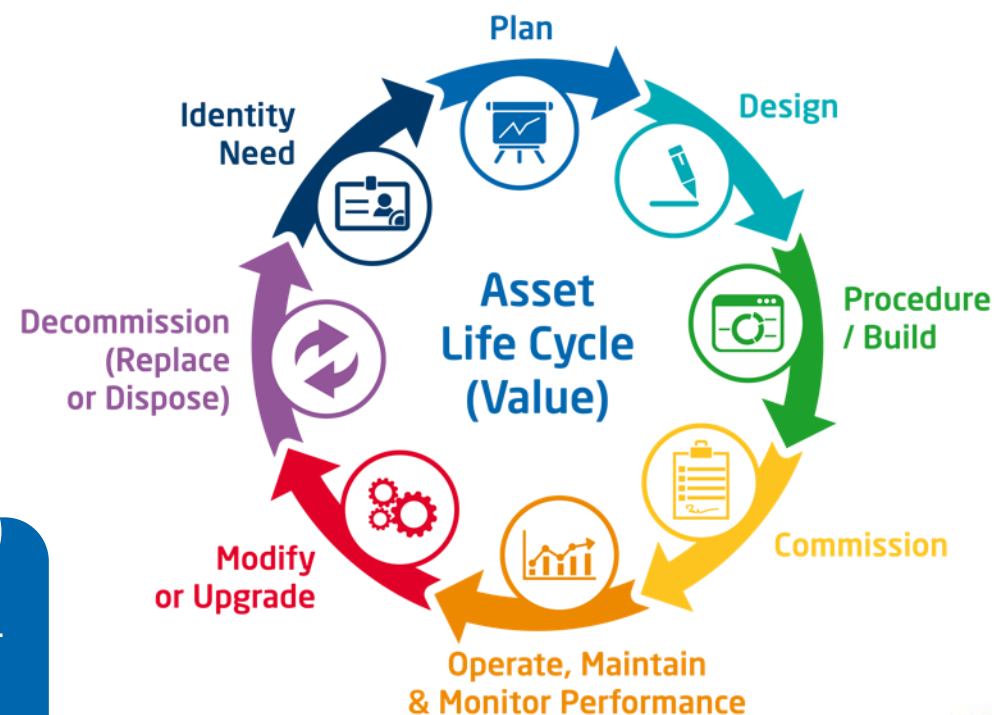 Plan
Design
Procedure
/ Build
Commission
Operate, Maintain
& Monitor Performance
Modify
or Upgrade
Decommission
(Replace
or Dispose)
Identity
Need
Asset
Life Cycle
(Value)